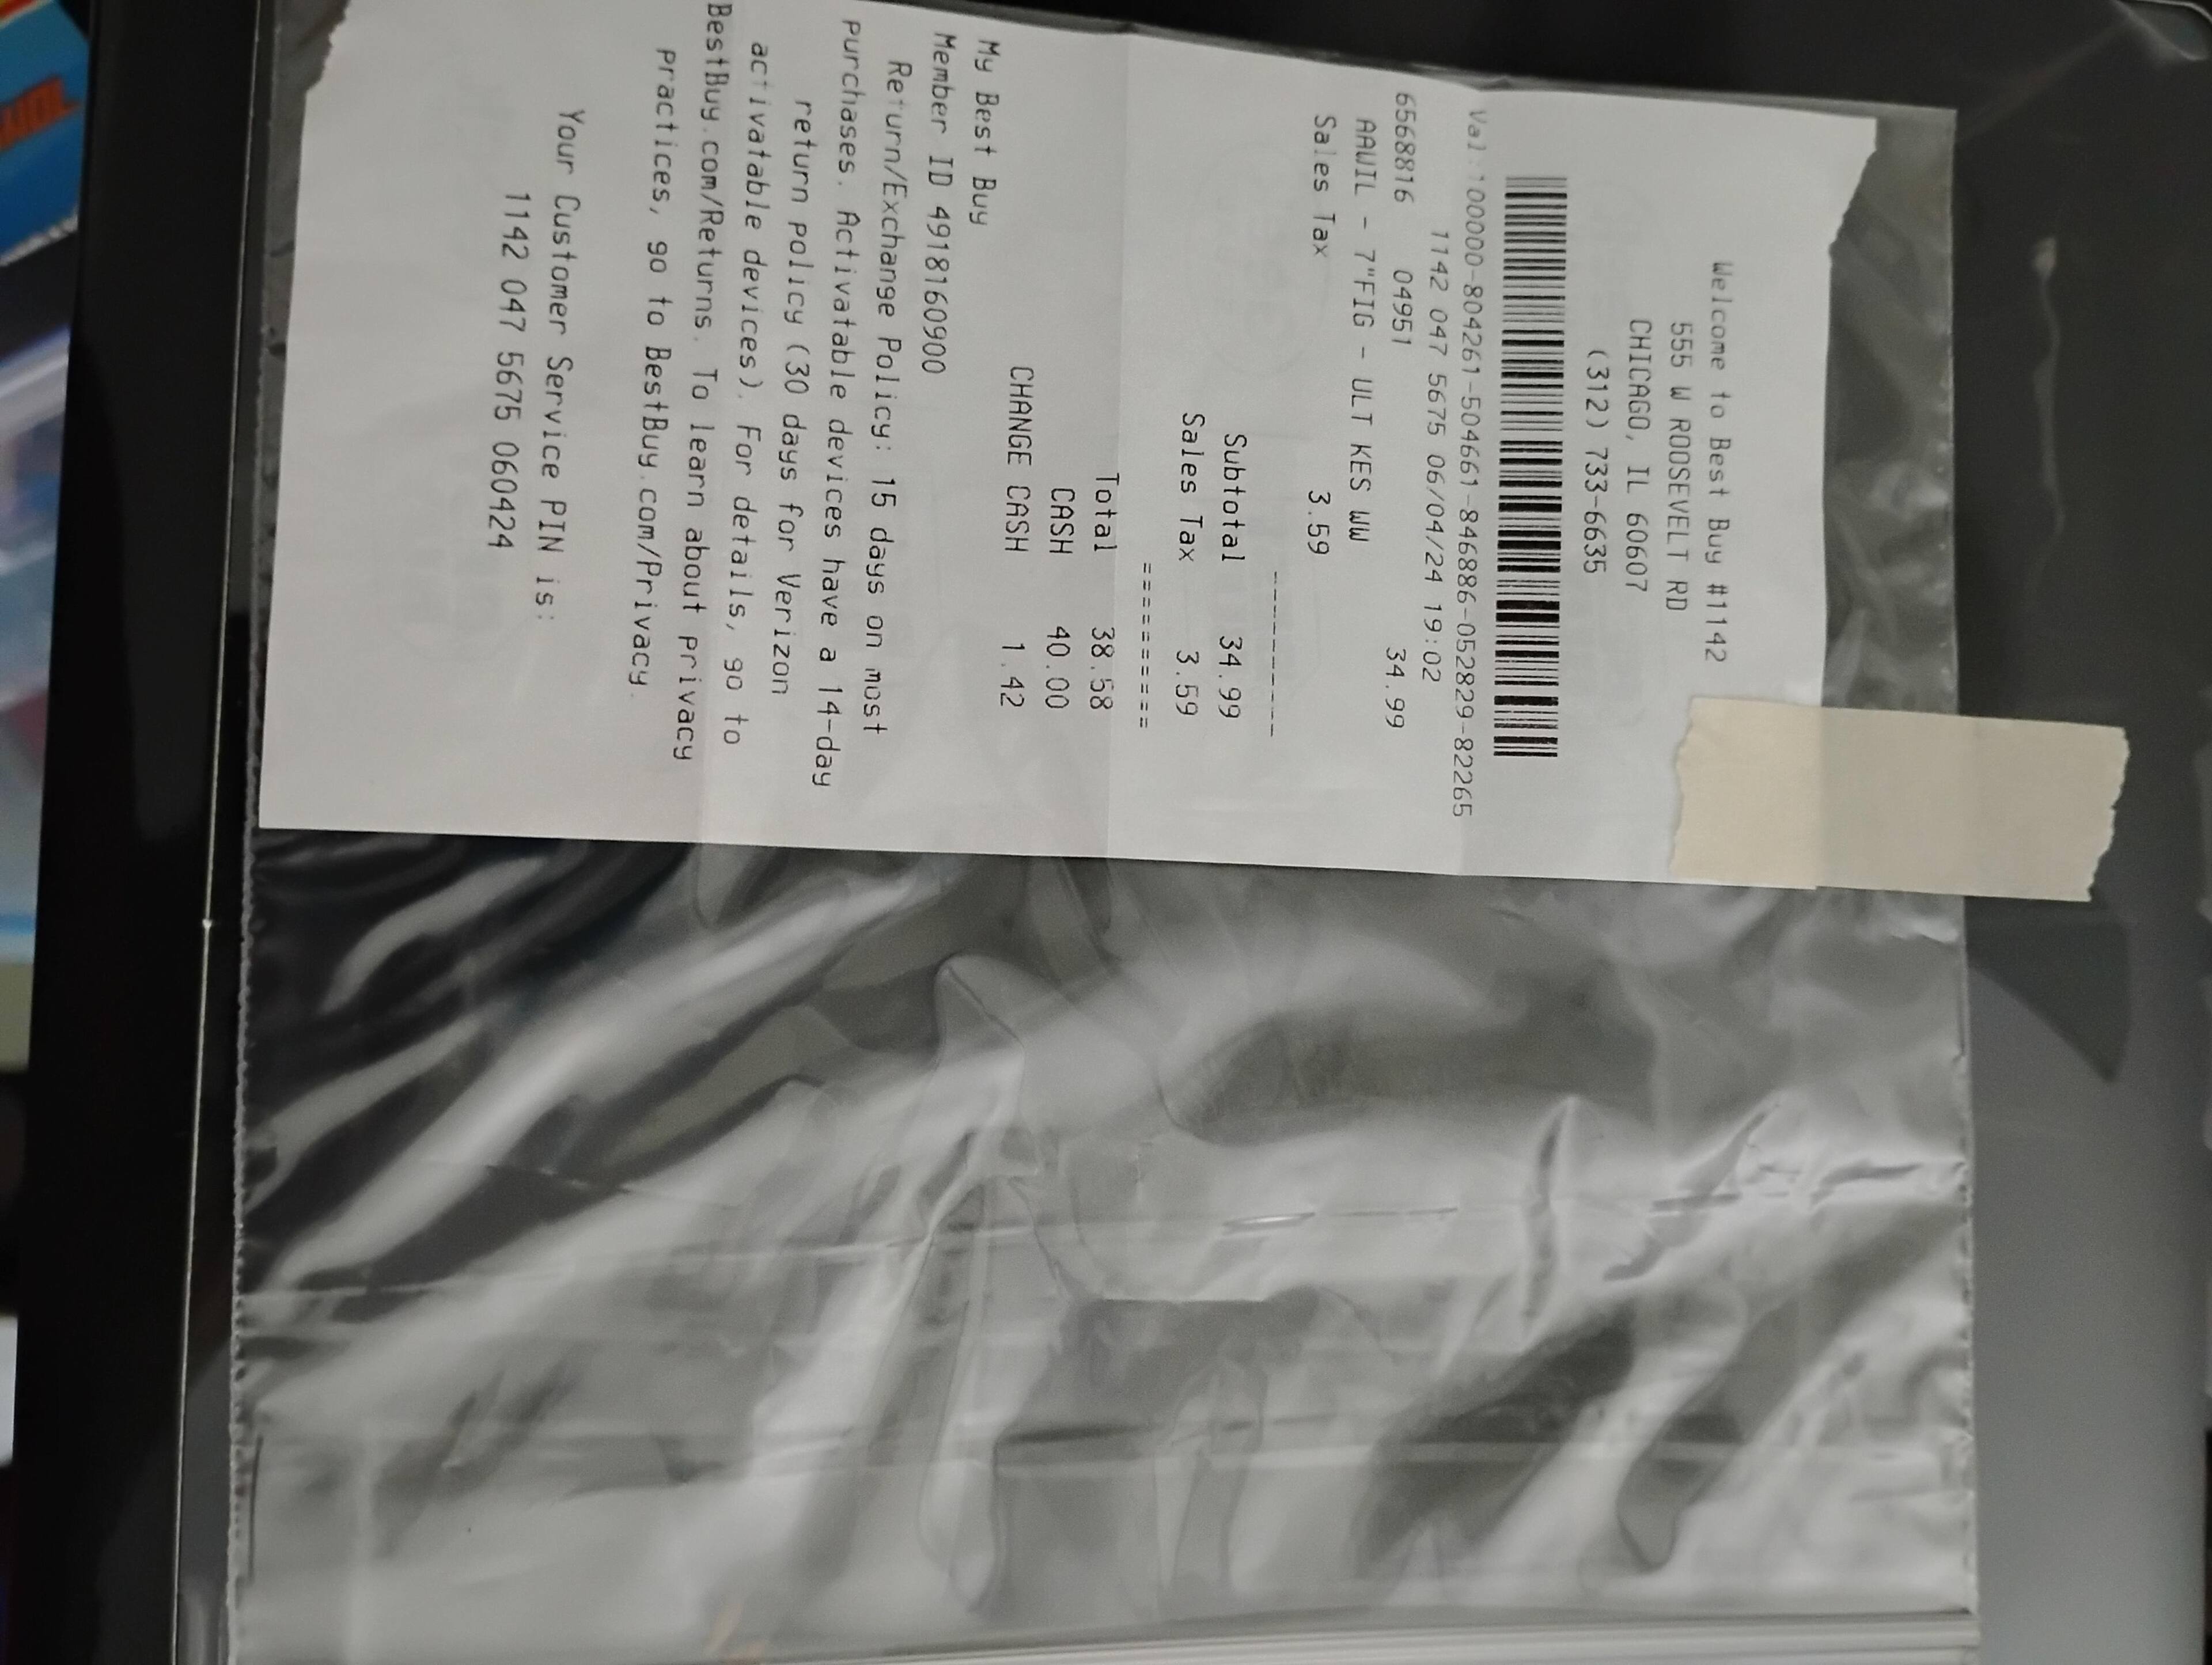 Welcome to Best Buy #1142
555 W ROOSEVELT RD
CHICAGO, IL 60607
(312) 733-6635
Val:100000-804261-504661-846886-052829-82265
1142 047 5675 06/04/24 19:02
6568816 04951 34.99
AAWIL - 7"FIG - ULT KES WW
Sales Tax 3.59
---------
Subtotal 34.99
Sales Tax 3.59
=========
Total 38.58
CASH 40.00
CHANGE CASH 1.42
My Best Buy
Member ID 4918160900
Return/Exchange Policy: 15 days on most
purchases. Activatable devices have a 14-day
return policy (30 days for Verizon
activatable devices). For details, go to
BestBuy.com/Returns. To learn about privacy
practices, go to BestBuy.com/Privacy.
Your Customer Service PIN is:
1142 047 5675 060424